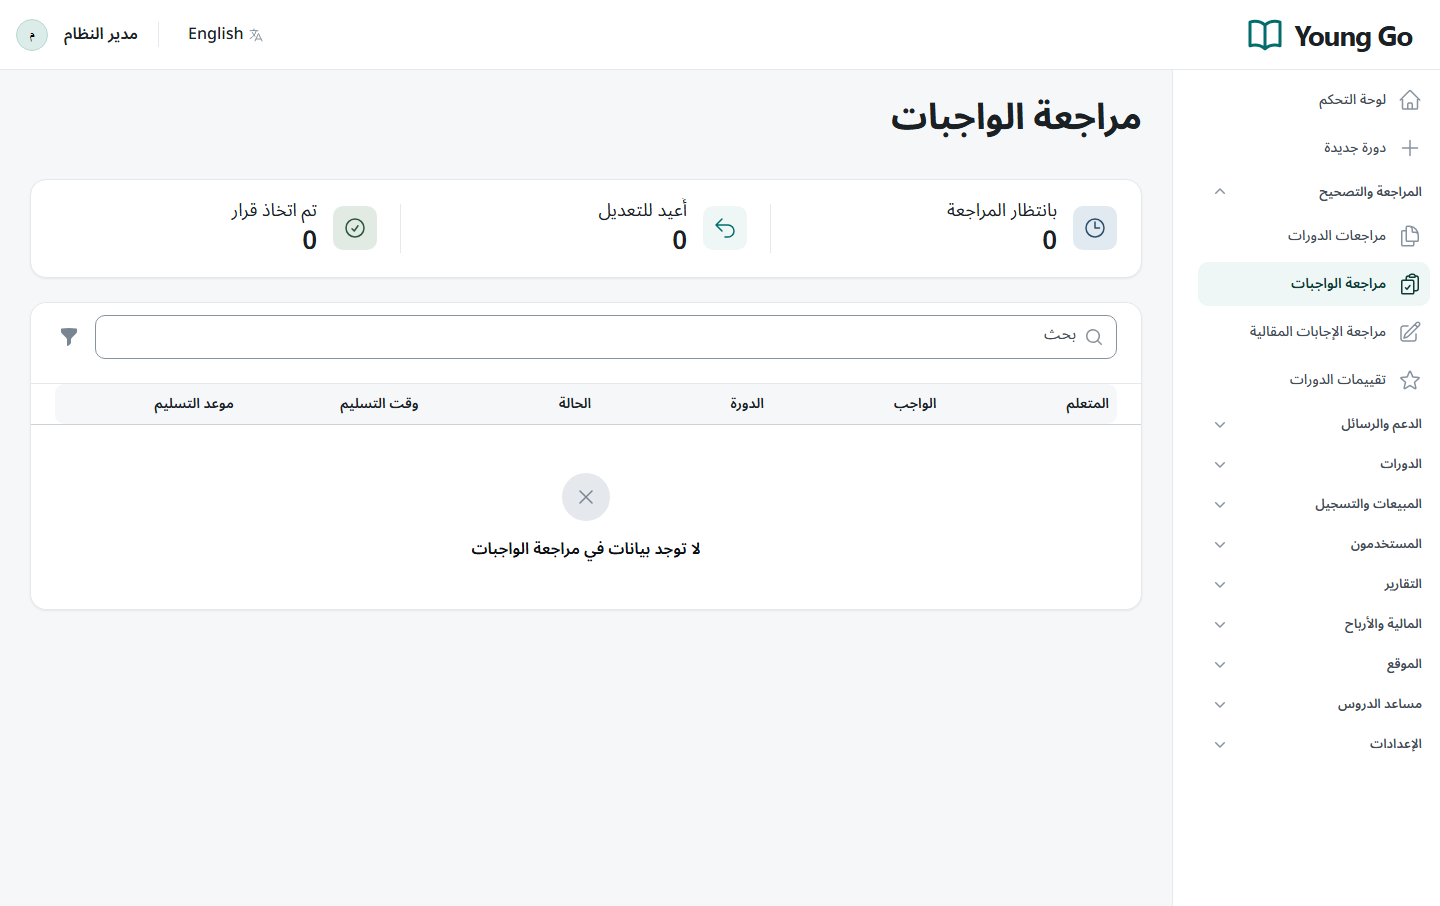 Young Go
English
مدير النظام
م
لوحة التحكم
دورة جديدة
المراجعة والتصحيح
مراجعات الدورات
مراجعة الواجبات
مراجعة الإجابات المقالية
تقييمات الدورات
الدعم والرسائل
الدورات
المبيعات والتسجيل
المستخدمون
التقارير
المالية والأرباح
الموقع
مساعد الدروس
الإعدادات
مراجعة الواجبات
بانتظار المراجعة
0
أعيد للتعديل
0
تم اتخاذ قرار
0
بحث
المتعلم الواجب الدورة الحالة وقت التسليم موعد التسليم
لا توجد بيانات في مراجعة الواجبات